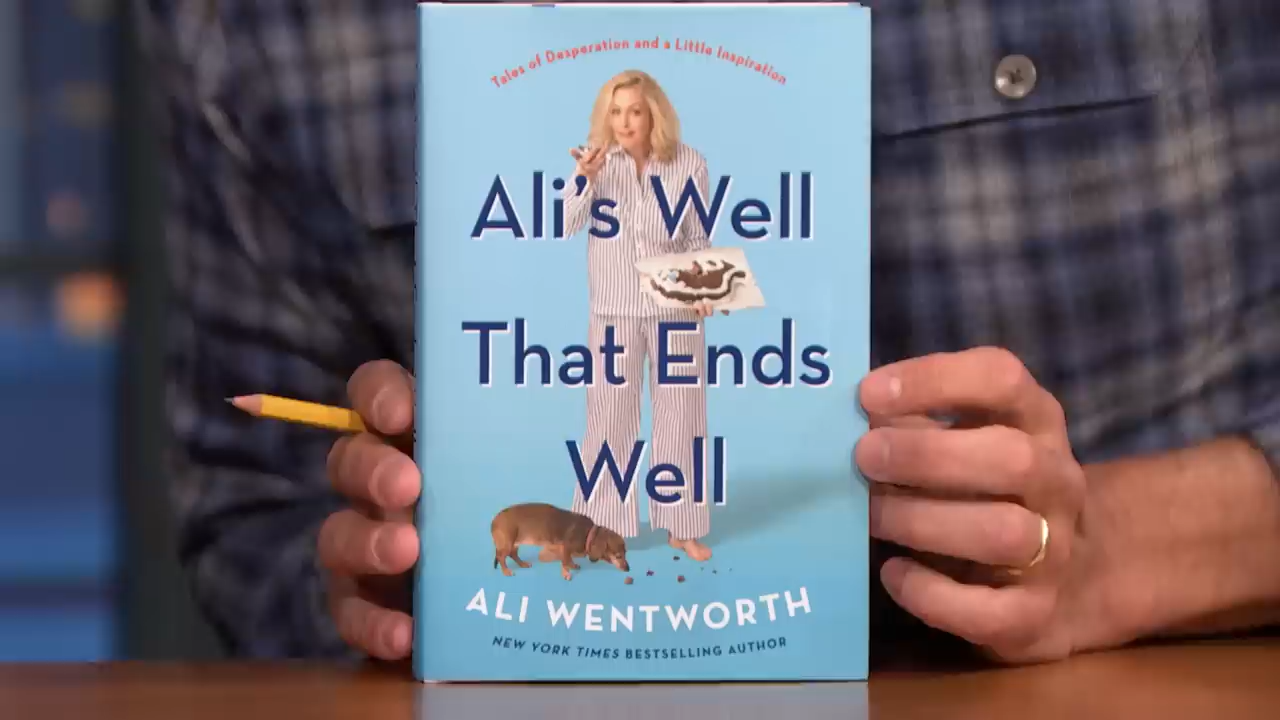 Tales of Desperation and a Little Inspiration
Ali's Well
That Ends
Well
ALI WENTWORTH
NEW YORK TIMES BESTSELLING AUTHOR